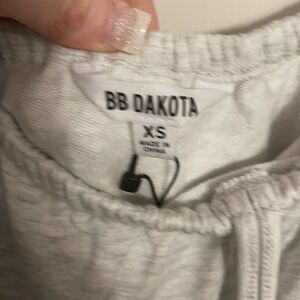 BB DAKOTA
XS
MADE IN
CHINA